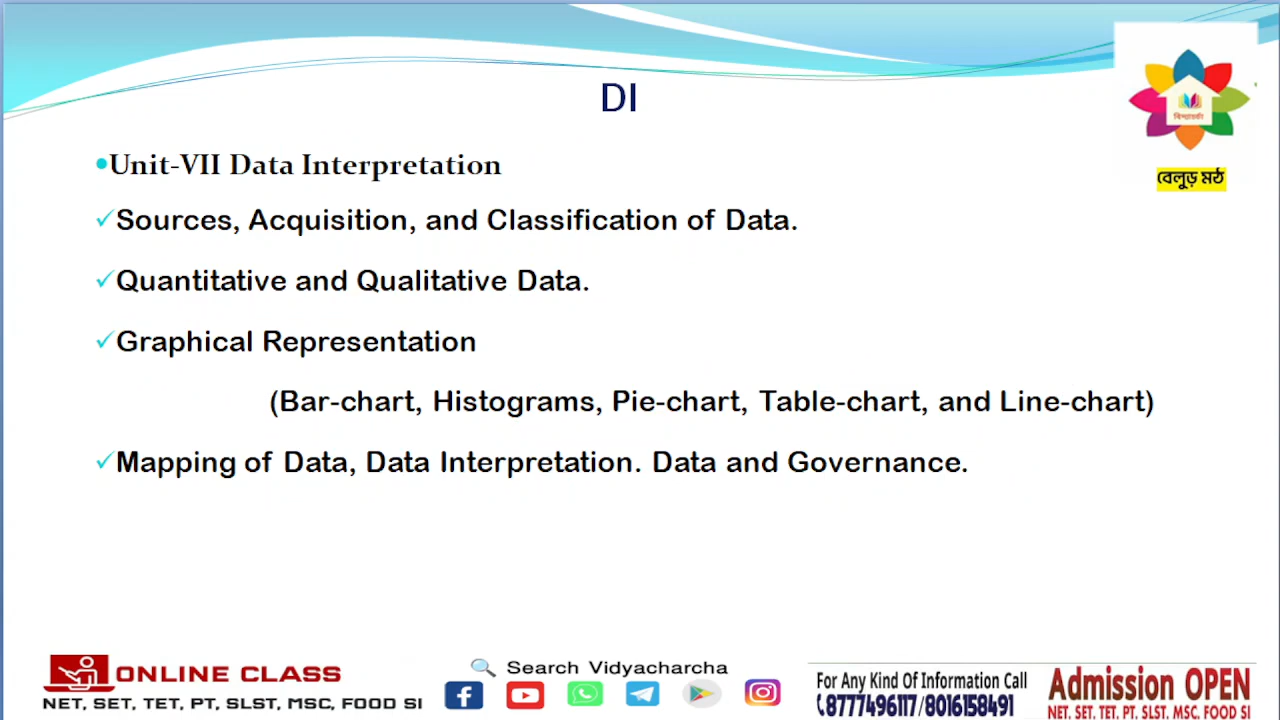 DI
বিদ্যাচর্চা
বেলুড় মঠ
Unit-VII Data Interpretation
Sources, Acquisition, and Classification of Data.
Quantitative and Qualitative Data.
Graphical Representation
(Bar-chart, Histograms, Pie-chart, Table-chart, and Line-chart)
Mapping of Data, Data Interpretation. Data and Governance.
ONLINE CLASS
NET, SET, TET, PT, SLST, MSC, FOOD SI
Search Vidyacharcha
For Any Kind Of Information Call
8777496117/8016158491
Admission OPEN
NET, SET, TET, PT, SLST, MSC, FOOD SI